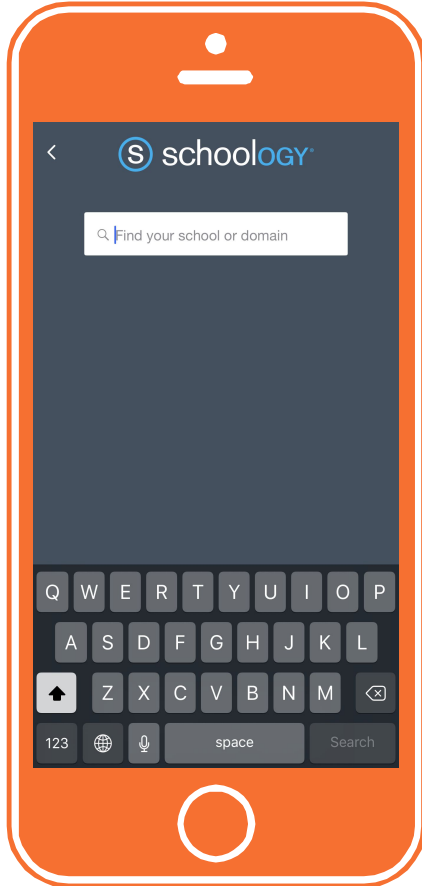 S schoology®
Find your school or domain
Q W E R T Y U I O P
A S D F G H J K L
Z X C V B N M
123 space Search